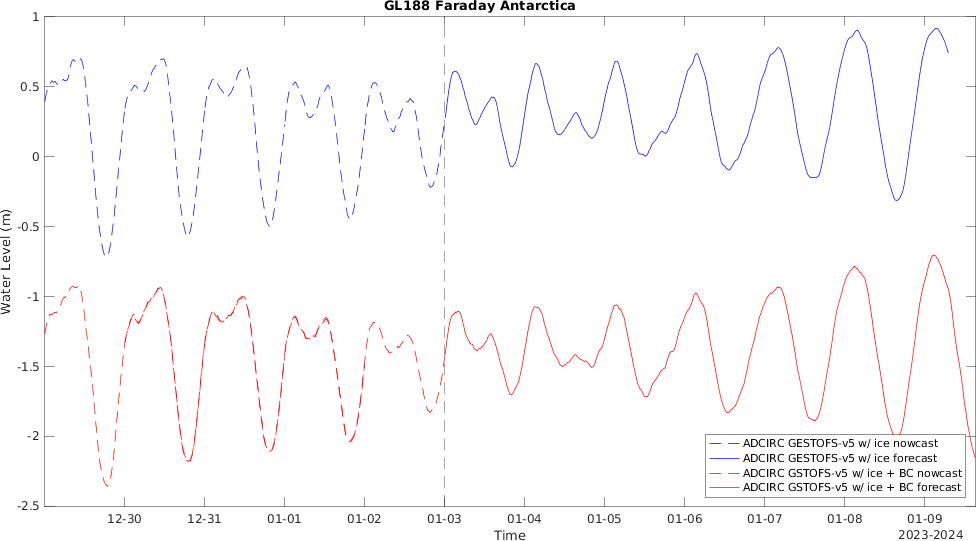 GL188 Faraday Antarctica
1
0.5
0
-0.5
-1
-1.5
-2
-2.5
Water Level (m)
12-30 12-31 01-01 01-02 01-03 01-04 01-05 01-06 01-07 01-08 01-09
Time
2023-2024
ADCIRC GESTOFS-v5 w/ ice nowcast
ADCIRC GESTOFS-v5 w/ ice forecast
ADCIRC GSTOFS-v5 w/ ice + BC nowcast
ADCIRC GSTOFS-v5 w/ ice + BC forecast